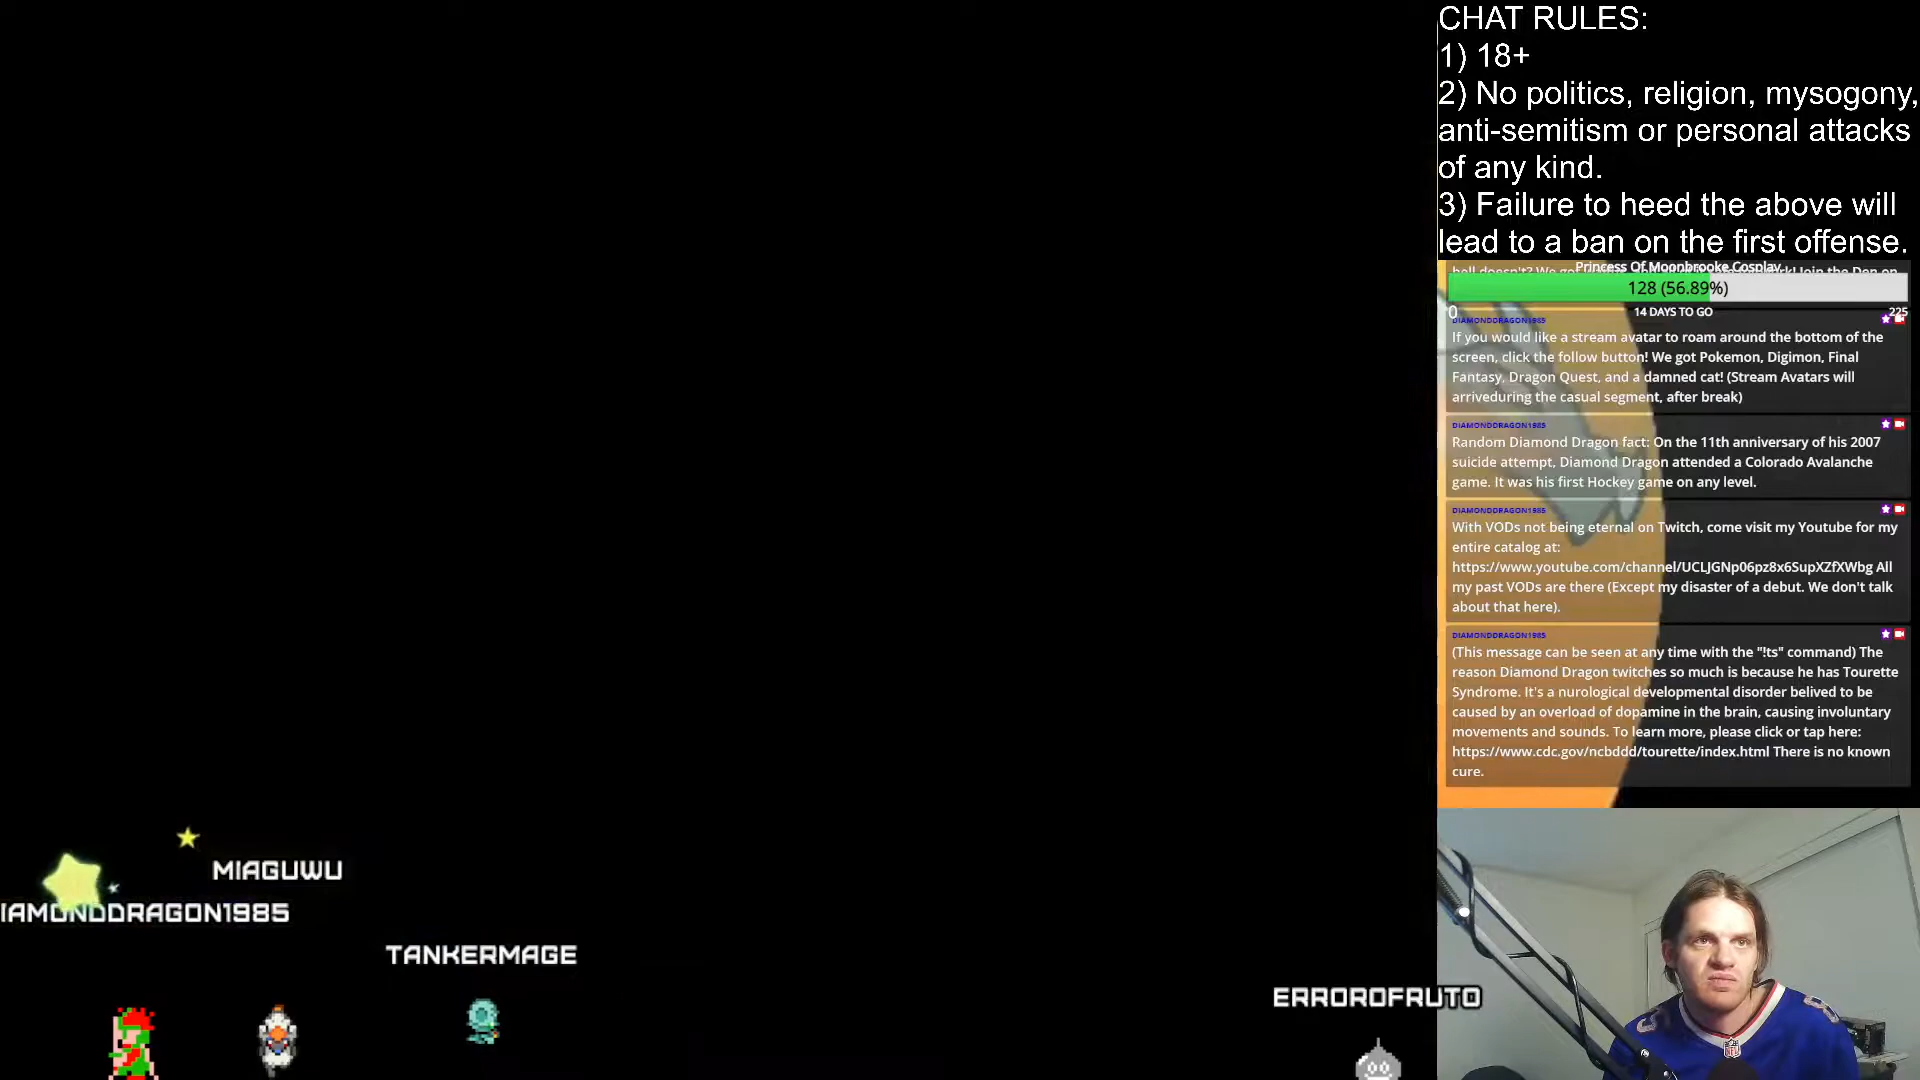 CHAT RULES:
1) 18+
2) No politics, religion, mysogony,
anti-semitism or personal attacks
of any kind.
3) Failure to heed the above will
lead to a ban on the first offense.
Princess Of Moonbrooke Cosplay
128 (56.89%)
0
14 DAYS TO GO
225
DIAMONDDRAGON1985
If you would like a stream avatar to roam around the bottom of the
screen, click the follow button! We got Pokemon, Digimon, Final
Fantasy, Dragon Quest, and a damned cat! (Stream Avatars will
arriveduring the casual segment, after break)
DIAMONDDRAGON1985
Random Diamond Dragon fact: On the 11th anniversary of his 2007
suicide attempt, Diamond Dragon attended a Colorado Avalanche
game. It was his first Hockey game on any level.
DIAMONDDRAGON1985
With VODs not being eternal on Twitch, come visit my Youtube for my
entire catalog at:
https://www.youtube.com/channel/UCLJGNp06pz8x6SupXZfXWbg All
my past VODs are there (Except my disaster of a debut. We don't talk
about that here).
DIAMONDDRAGON1985
(This message can be seen at any time with the "!ts" command) The
reason Diamond Dragon twitches so much is because he has Tourette
Syndrome. It's a nurological developmental disorder belived to be
caused by an overload of dopamine in the brain, causing involuntary
movements and sounds. To learn more, please click or tap here:
https://www.cdc.gov/ncbddd/tourette/index.html There is no known
cure.
MIAGUWU
IAMONDDRAGON1985
TANKERMAGE
ERROROFRUTO
NFL